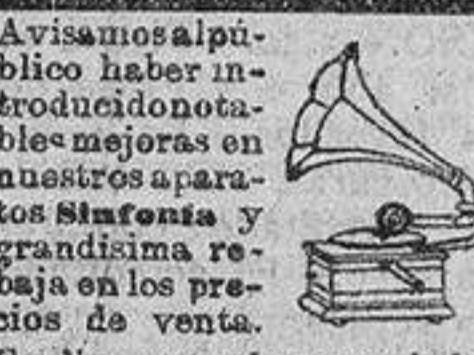 Avisamos al pú-
blico haber in-
troducido nota-
bles mejoras en
nuestros apara-
tos Sinfonía y
grandisima re-
baja en los pre-
cios de venta.